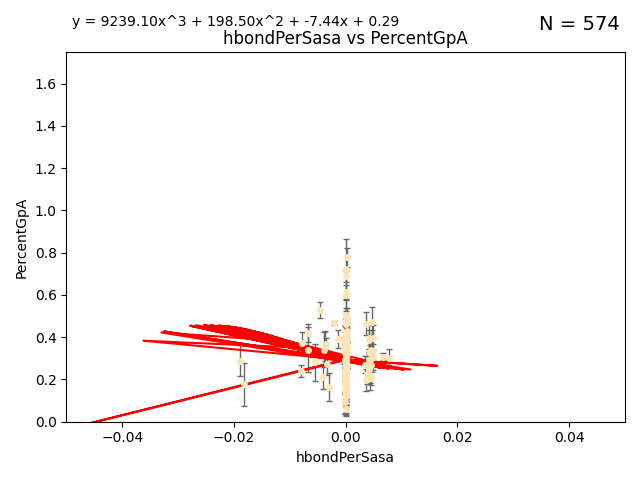 y = 9239.10x^3 + 198.50x^2 + -7.44x + 0.29
N = 574
hbondPerSasa vs PercentGpA
1.6
1.4
1.2
1.0
0.8
0.6
0.4
0.2
0.0
PercentGpA
−0.04 −0.02 0.00 0.02 0.04
hbondPerSasa